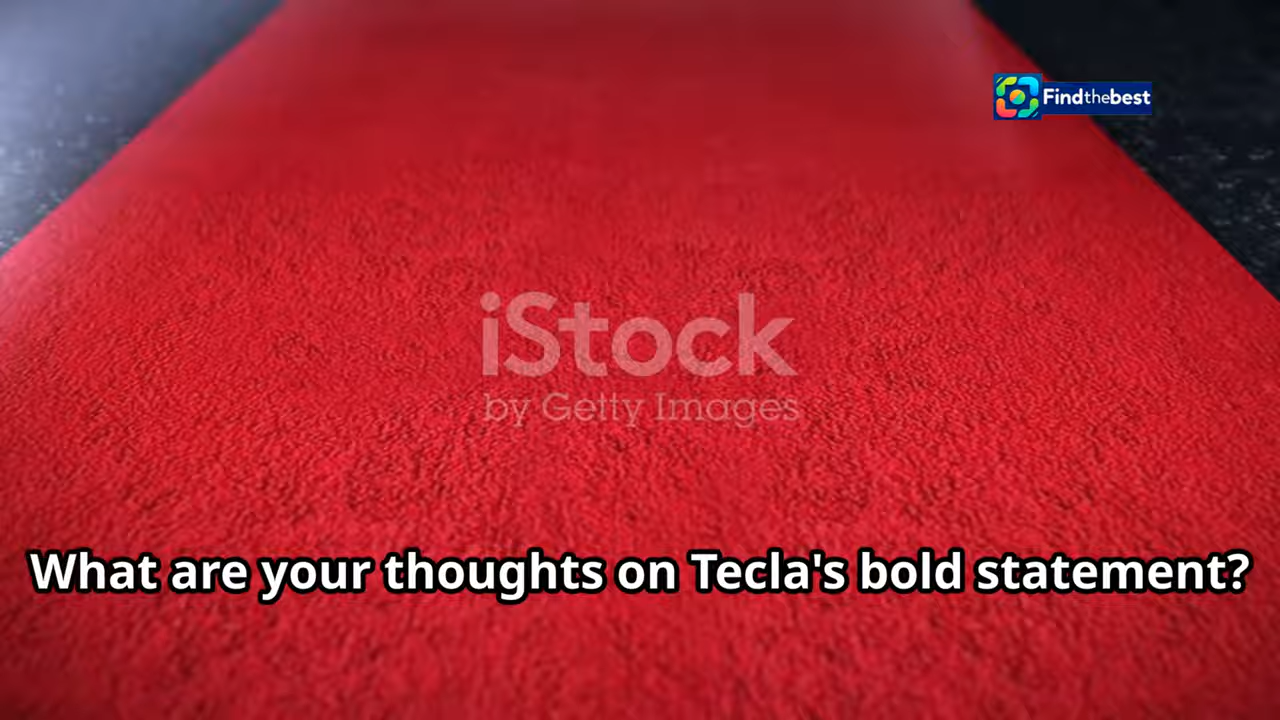 Findthebest
iStock
by Getty Images
What are your thoughts on Tecla's bold statement?